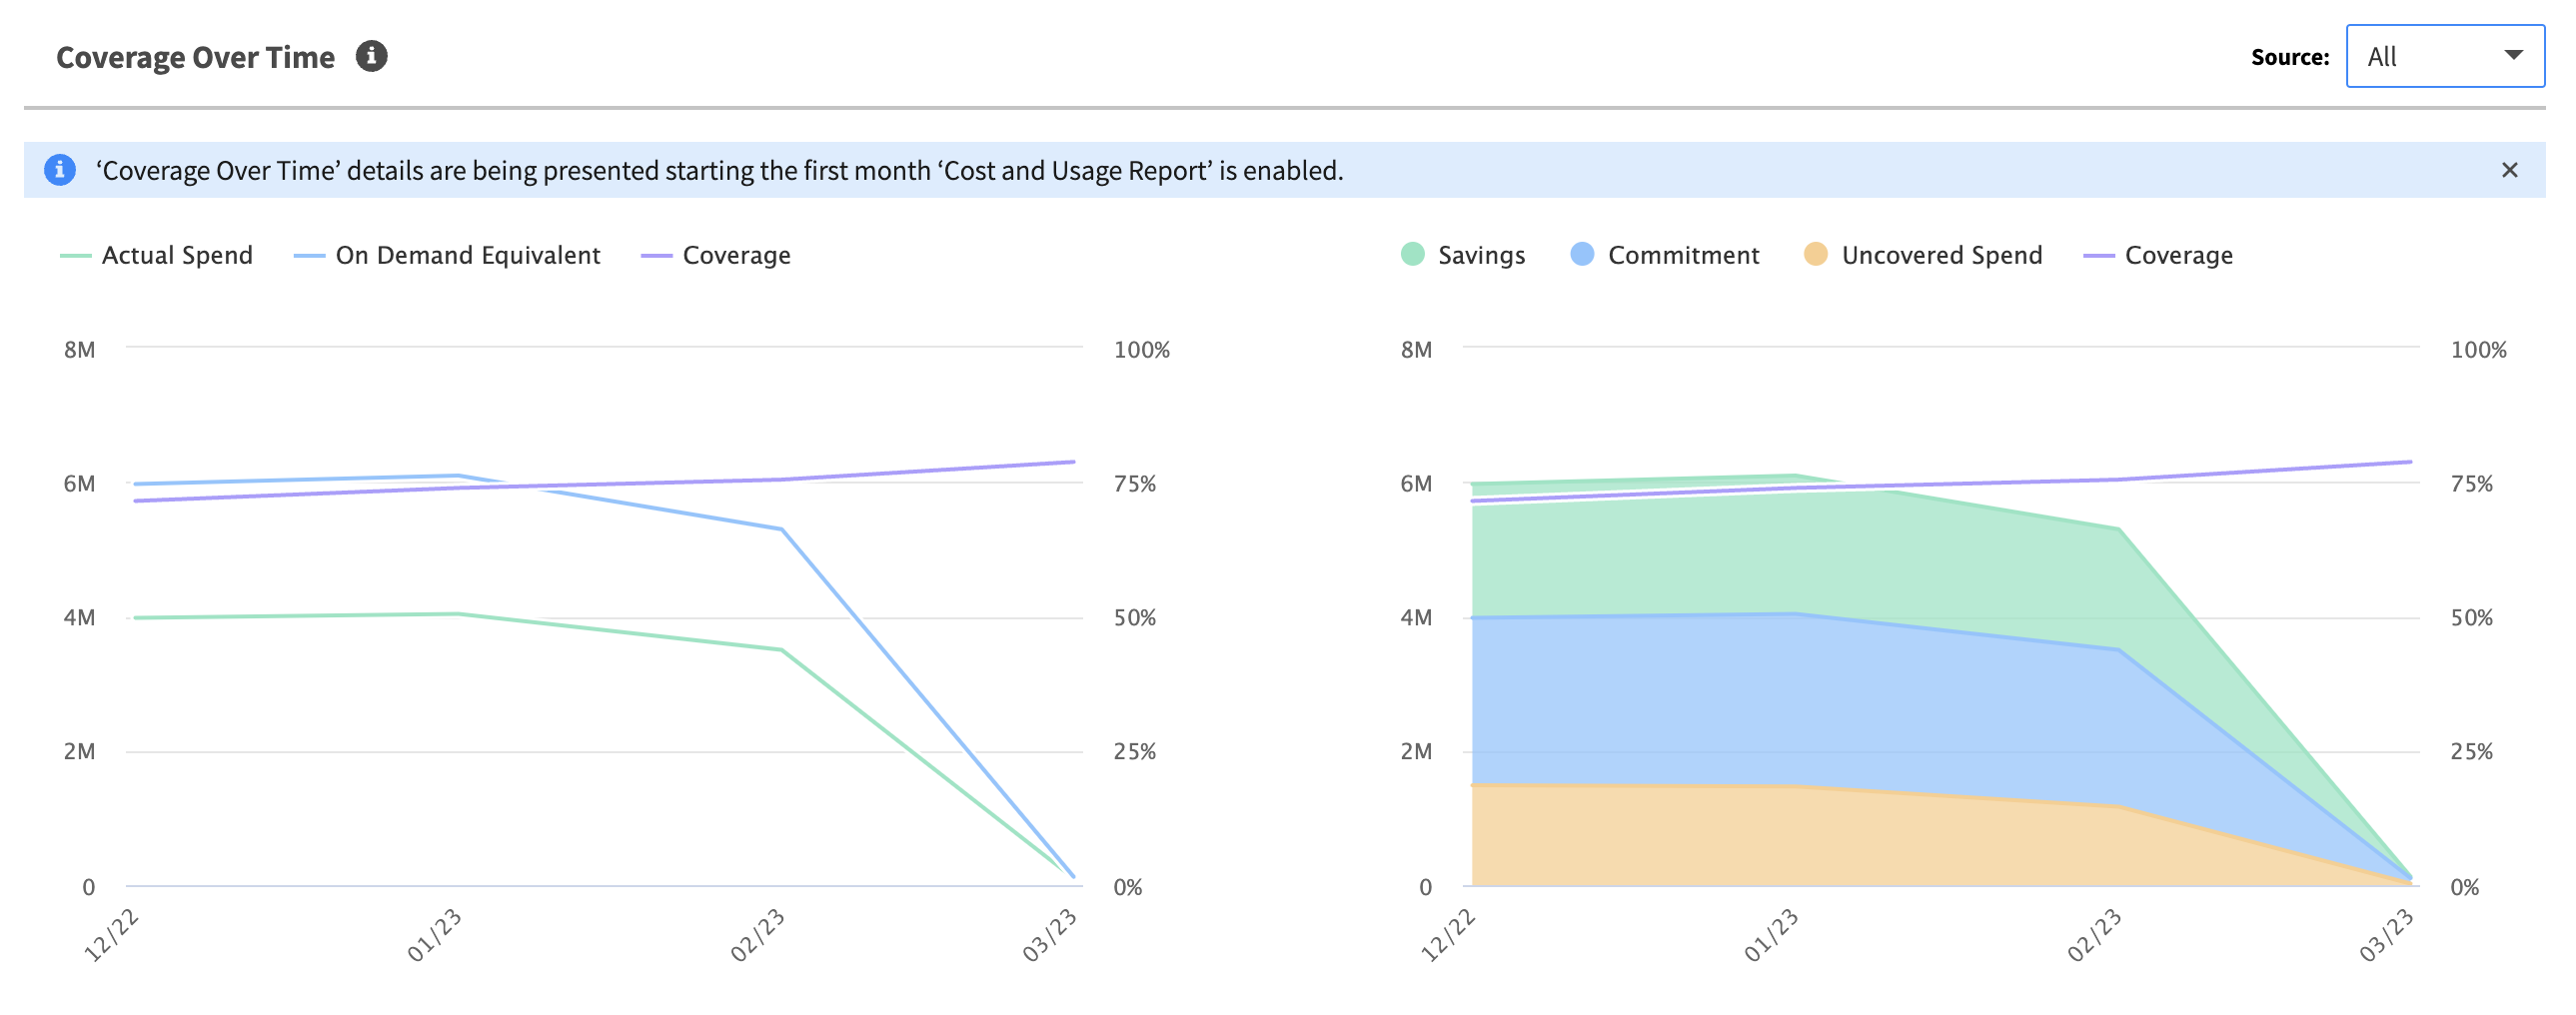 Coverage Over Time
Source: All
‘Coverage Over Time’ details are being presented starting the first month ‘Cost and Usage Report’ is enabled.
Actual Spend On Demand Equivalent Coverage
8M 100%
6M 75%
4M 50%
2M 25%
0 0%
12/22 01/23 02/23 03/23
Savings Commitment Uncovered Spend Coverage
8M 100%
6M 75%
4M 50%
2M 25%
0 0%
12/22 01/23 02/23 03/23